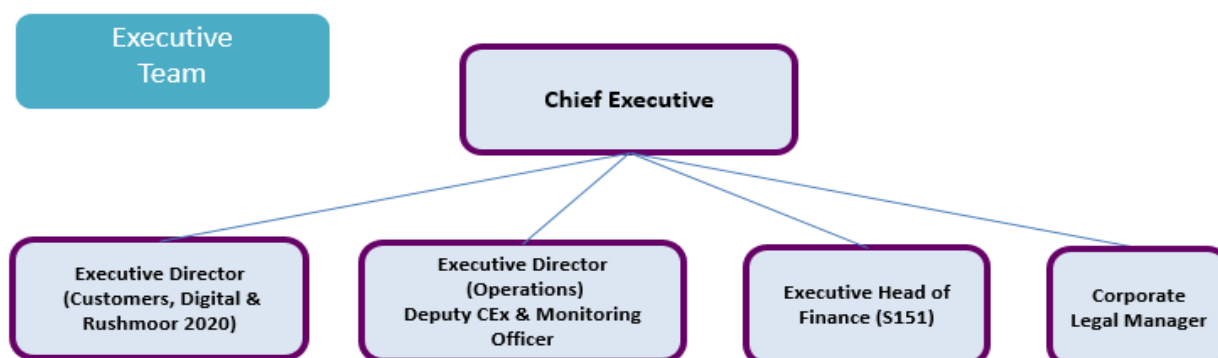 Executive
Team
Chief Executive
Executive Director
(Customers, Digital &
Rushmoor 2020)
Executive Director
(Operations)
Deputy CEx & Monitoring
Officer
Executive Head of
Finance (S151)
Corporate
Legal Manager